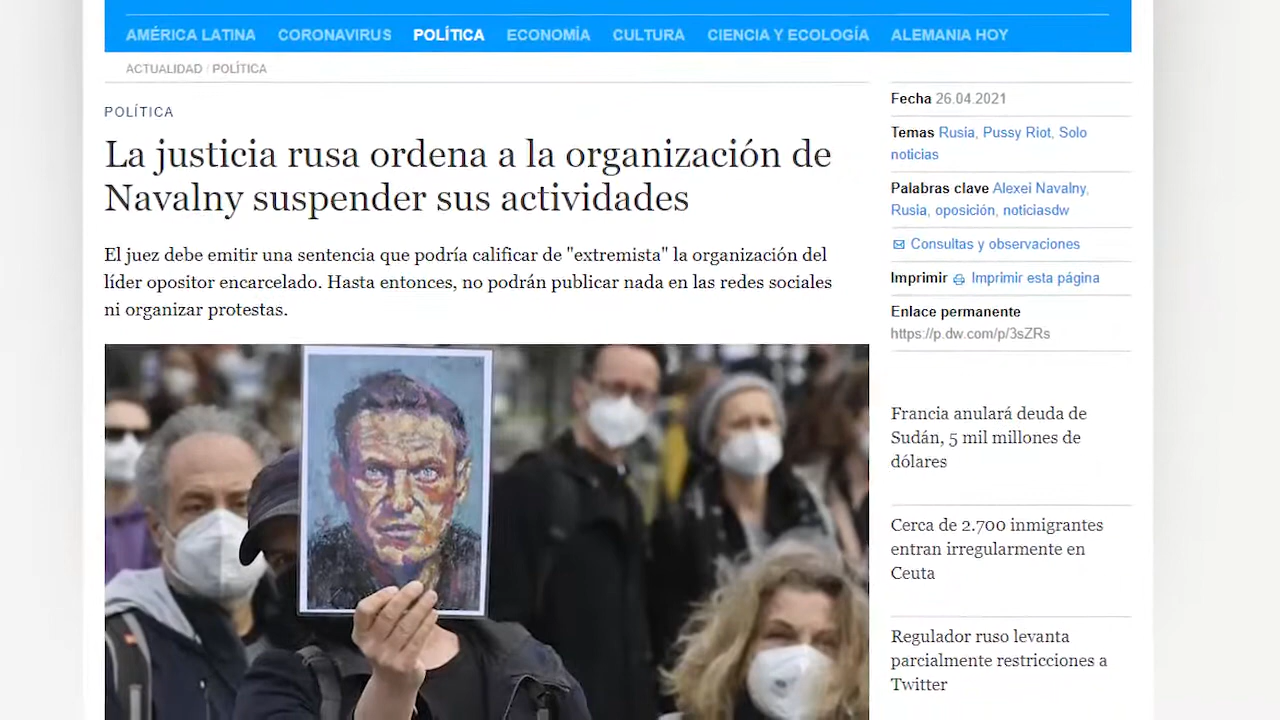 AMÉRICA LATINA CORONAVIRUS POLÍTICA ECONOMÍA CULTURA CIENCIA Y ECOLOGÍA ALEMANIA HOY
ACTUALIDAD / POLÍTICA
POLÍTICA
La justicia rusa ordena a la organización de
Navalny suspender sus actividades
El juez debe emitir una sentencia que podría calificar de "extremista" la organización del
líder opositor encarcelado. Hasta entonces, no podrán publicar nada en las redes sociales
ni organizar protestas.
Fecha 26.04.2021
Temas Rusia, Pussy Riot, Solo
noticias
Palabras clave Alexei Navalny,
Rusia, oposición, noticiasdw
Consultas y observaciones
Imprimir Imprimir esta página
Enlace permanente
https://p.dw.com/p/3sZRs
Francia anulará deuda de
Sudán, 5 mil millones de
dólares
Cerca de 2.700 inmigrantes
entran irregularmente en
Ceuta
Regulador ruso levanta
parcialmente restricciones a
Twitter